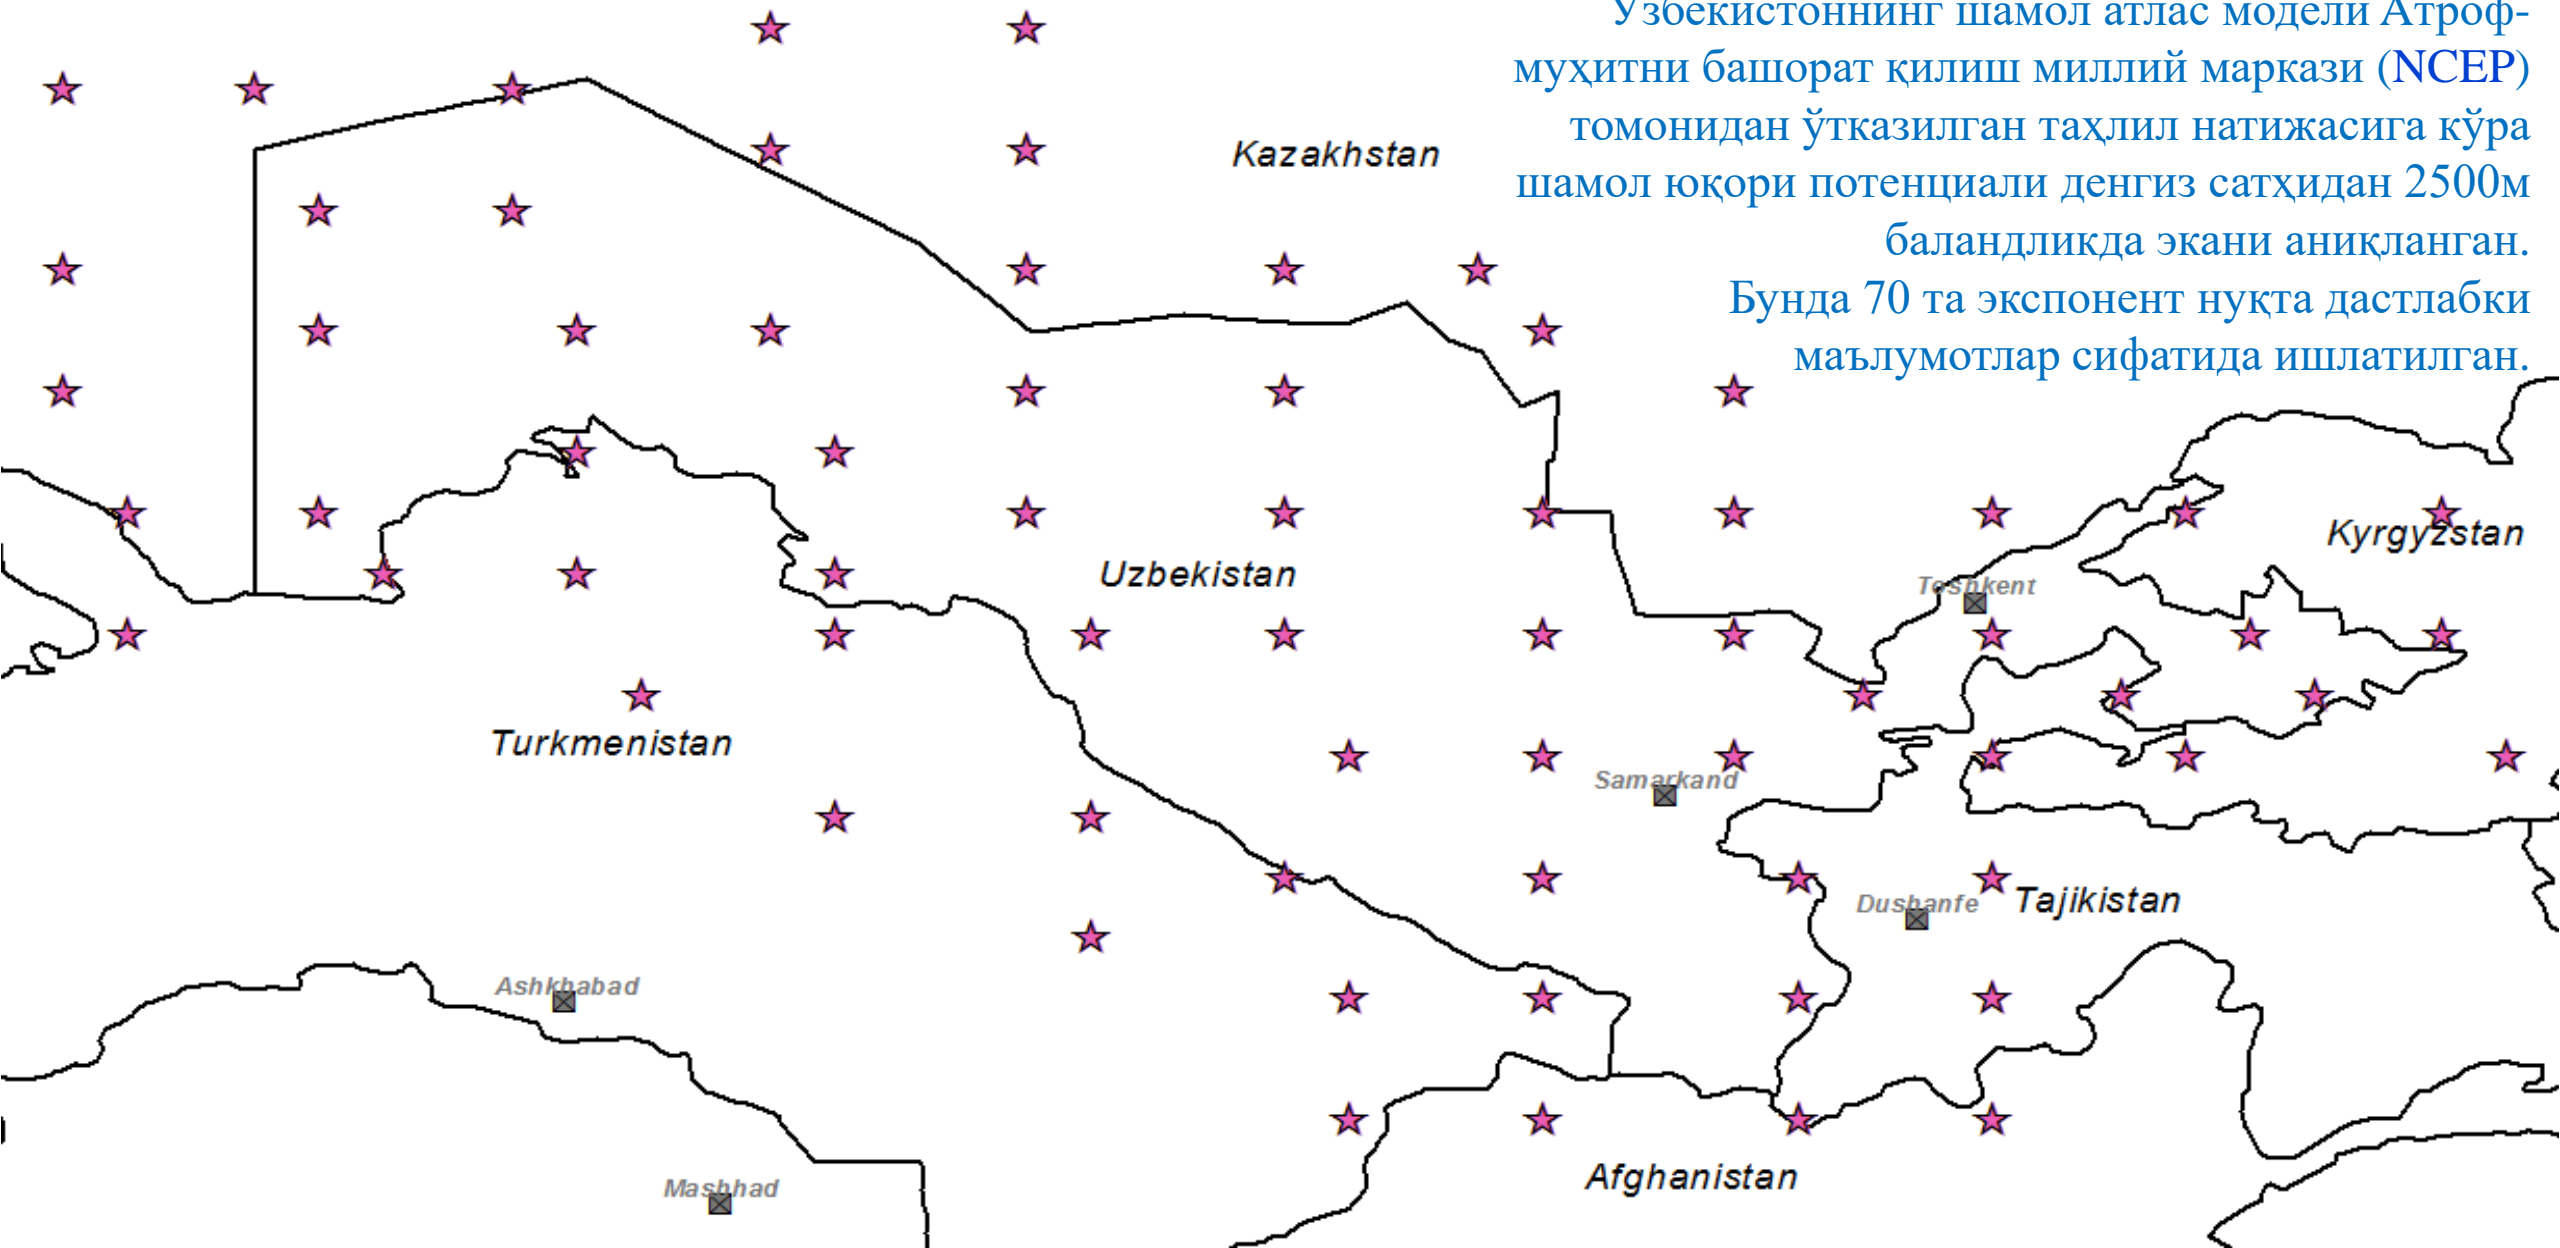 Ўзбекистоннинг шамол атлас модели Атроф-
муҳитни башорат қилиш миллий маркази (NCEP)
томонидан ўтказилган таҳлил натижасига кўра
шамол юқори потенциали денгиз сатҳидан 2500м
баландликда экани аниқланган.
Бунда 70 та экспонент нуқта дастлабки
маълумотлар сифатида ишлатилган.
Kazakhstan
Kyrgyzstan
Uzbekistan
Toshkent
Turkmenistan
Samarkand
Dushanfe
Tajikistan
Ashkhabad
Afghanistan
Mashhad